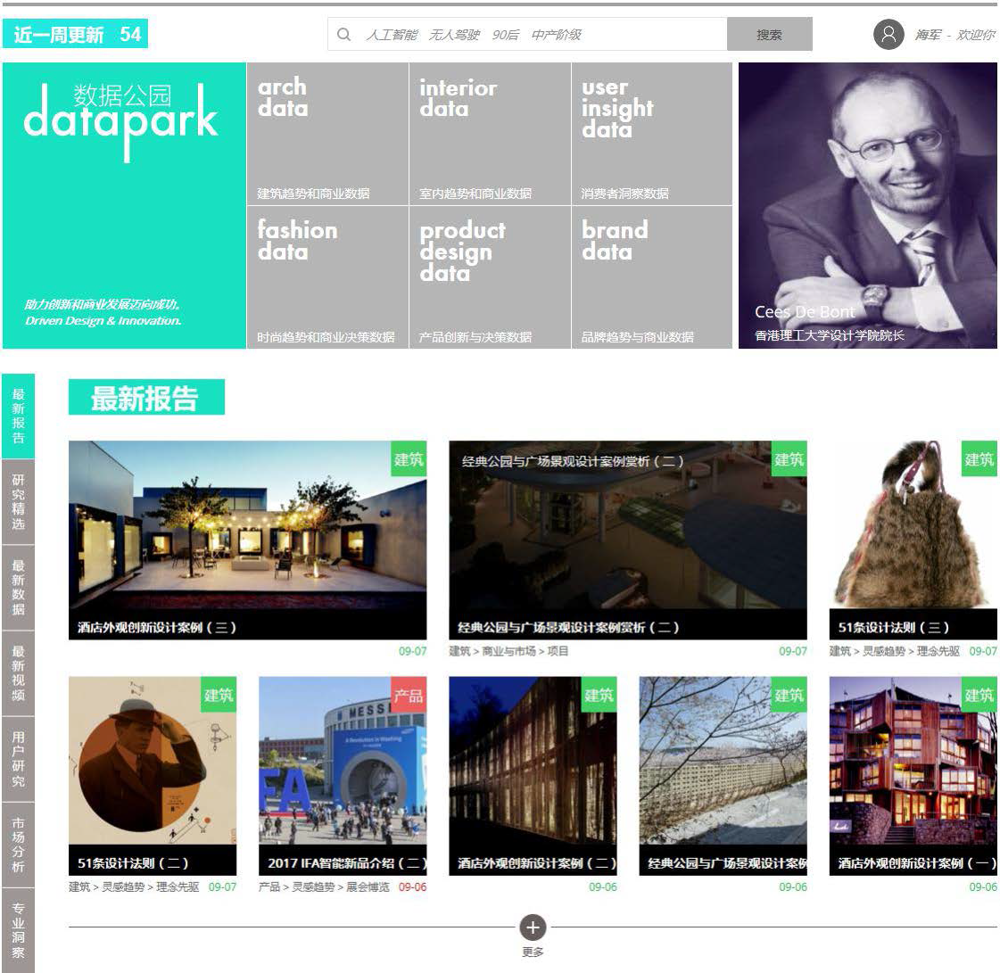 近一周更新 54
人工智能 无人驾驶 90后 中产阶级
搜索
海军 - 欢迎你
数据公园
datapark
助力创新和商业发展迈向成功。
Driven Design & Innovation.
arch
data
建筑趋势和商业数据
interior
data
室内趋势和商业数据
user
insight
data
消费者洞察数据
fashion
data
时尚趋势和商业决策数据
product
design
data
产品创新与决策数据
brand
data
品牌趋势与商业数据
Cees De Bont
香港理工大学设计学院院长
最新报告
研究精选
最新数据
最新视频
用户研究
市场分析
专业洞察
最新报告
建筑
酒店外观创新设计案例（三）
09-07
经典公园与广场景观设计案例赏析（二）
建筑
经典公园与广场景观设计案例赏析（二）
建筑 > 商业与市场 > 项目 09-07
建筑
51条设计法则（三）
建筑 > 灵感趋势 > 理念先驱 09-07
建筑
51条设计法则（二）
建筑 > 灵感趋势 > 理念先驱 09-07
产品
MESS
A Revolution in Washing
FA
2017 IFA智能新品介绍（二）
产品 > 灵感趋势 > 展会博览 09-06
建筑
酒店外观创新设计案例（二）
09-06
建筑
经典公园与广场景观设计案
09-06
建筑
酒店外观创新设计案例（一）
09-06
更多